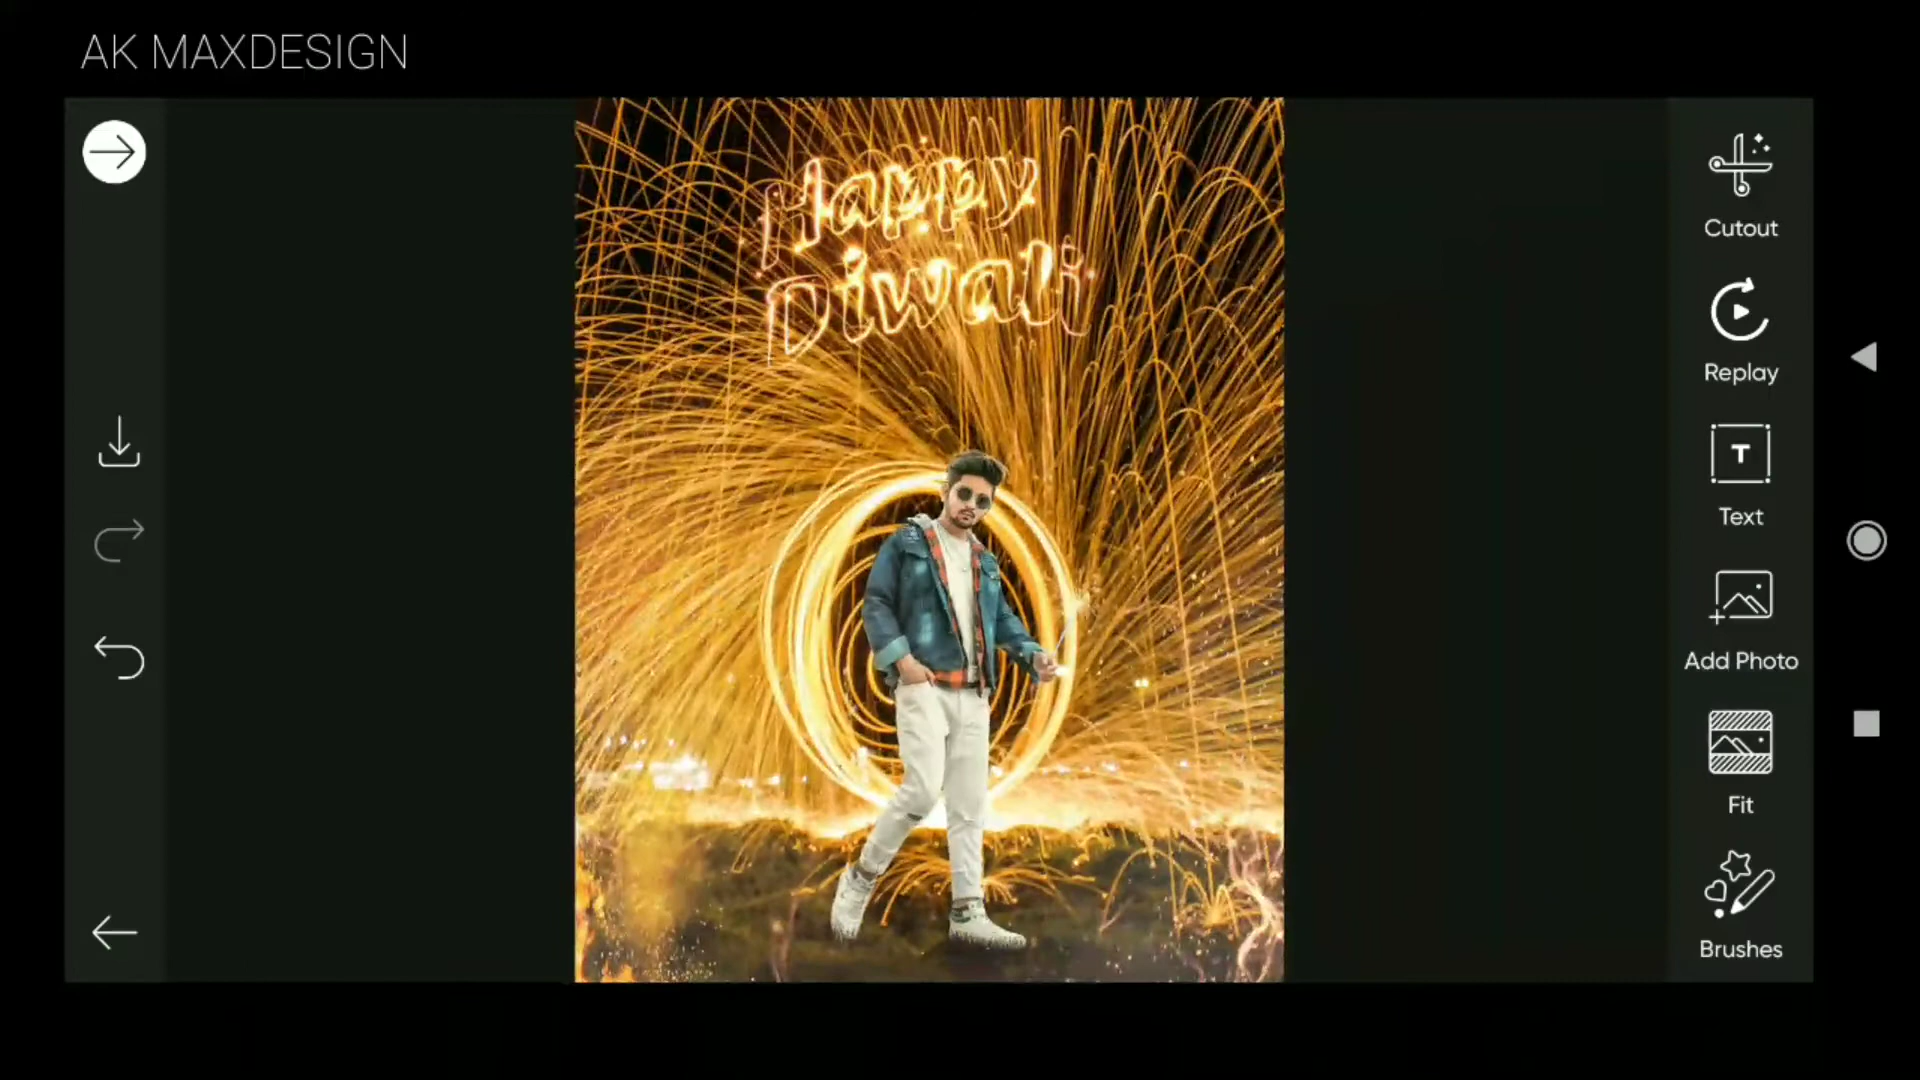 AK MAXDESIGN
Happy
Diwali
Cutout
Replay
T
Text
Add Photo
Fit
Brushes